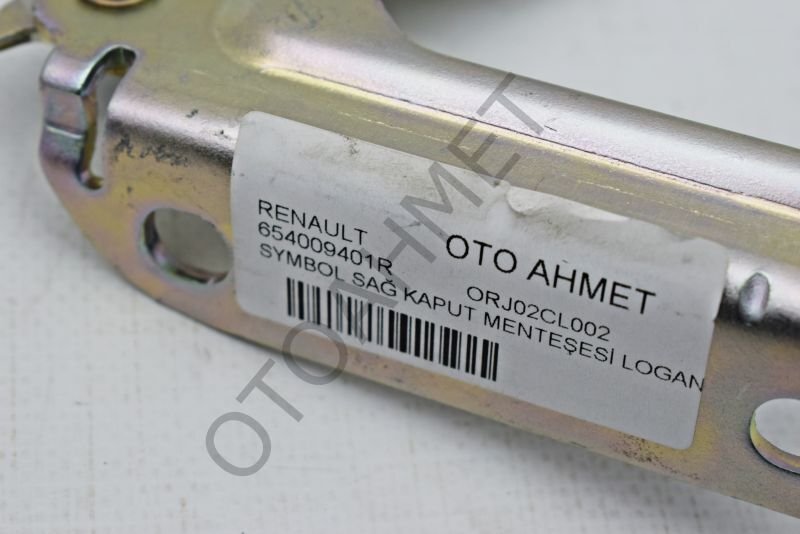 RENAULT
OTO AHMET
654009401R
ORJ02CL002
SYMBOL SAĞ KAPUT MENTEŞESİ LOGAN
OTO AHMET